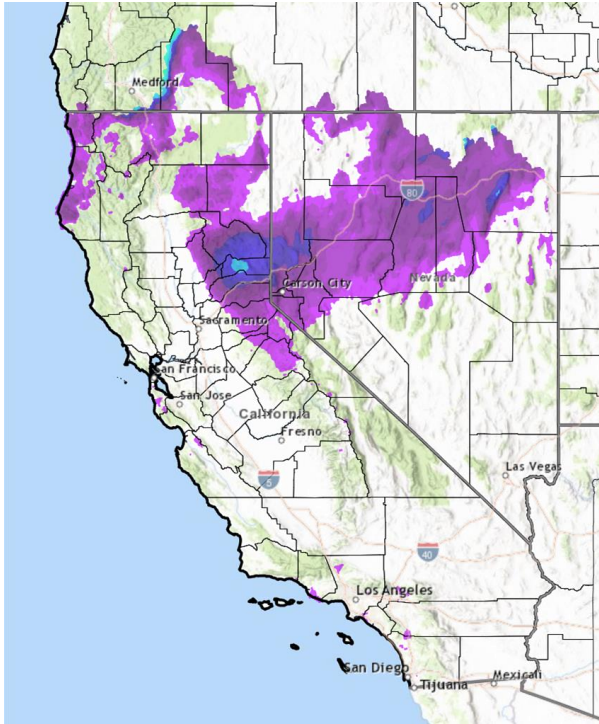 Medford
80
Carson City
Nevada
Sacramento
San Francisco
San Jose
California
Fresno
5
Las Vegas
40
Los Angeles
San Diego
Tijuana
Mexicali